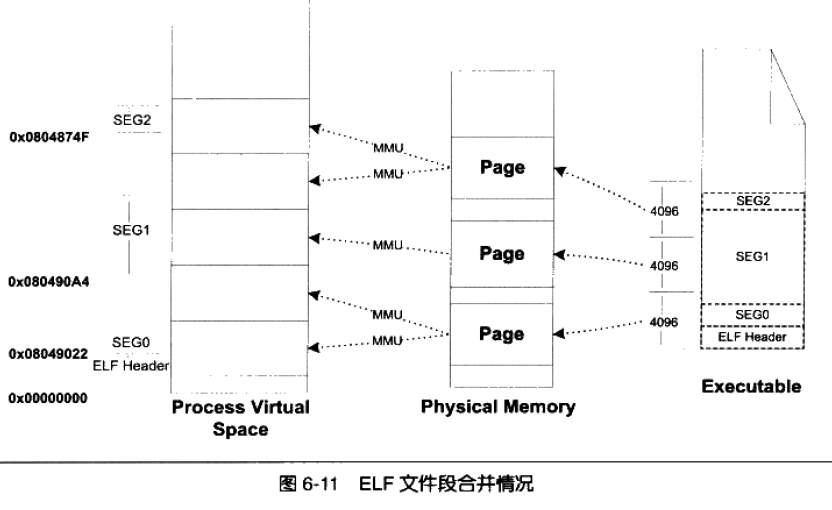 SEG2
0x0804874F
SEG1
0x080490A4
SEG0
0x08049022
ELF Header
0x00000000
Process Virtual
Space
MMU
MMU
MMU
MMU
MMU
Page
Page
Page
Physical Memory
4096
4096
4096
SEG2
SEG1
SEG0
ELF Header
Executable
图 6-11 ELF 文件段合并情况